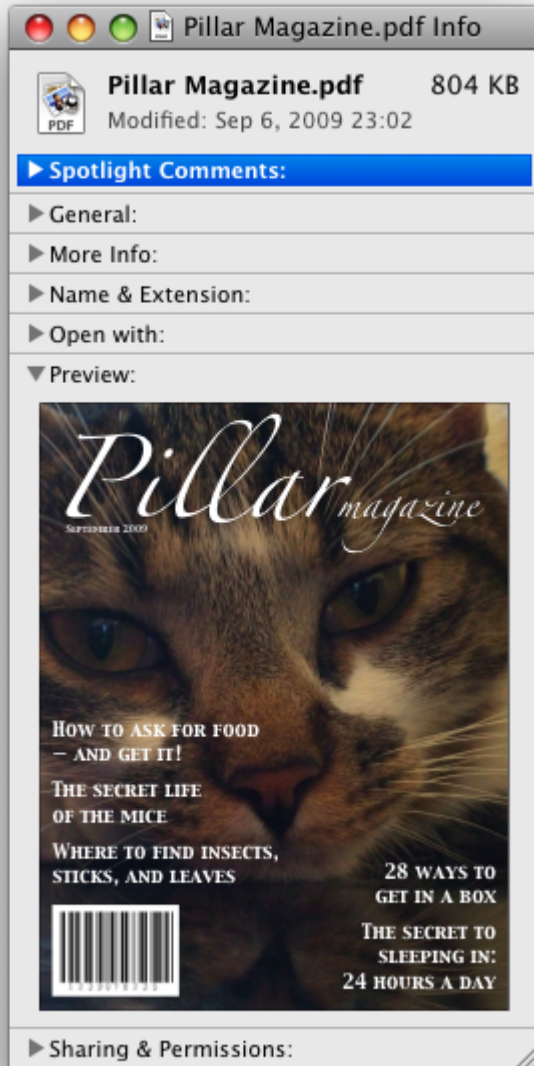 Pillar Magazine.pdf Info
Pillar Magazine.pdf 804 KB
Modified: Sep 6, 2009 23:02
PDF
Spotlight Comments:
General:
More Info:
Name & Extension:
Open with:
Preview:
Pillar magazine
September 2009
How to ask for food
– and get it!
The secret life
of the mice
Where to find insects,
sticks, and leaves
28 ways to
get in a box
The secret to
sleeping in:
24 hours a day
Sharing & Permissions: